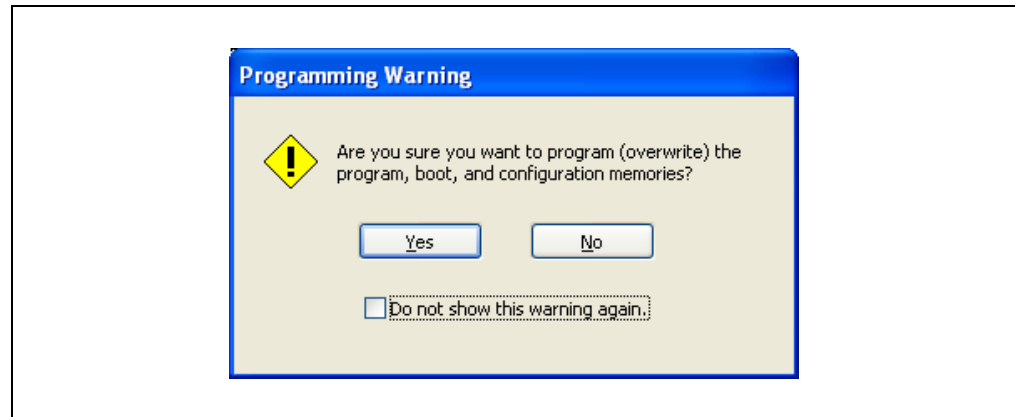 Programming Warning
Are you sure you want to program (overwrite) the
program, boot, and configuration memories?
Yes
No
Do not show this warning again.